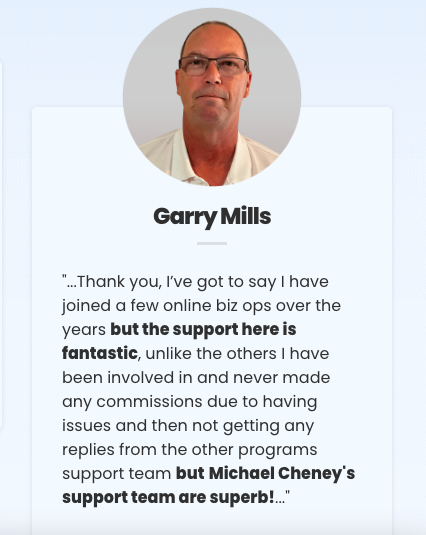 Garry Mills
"...Thank you, I’ve got to say I have
joined a few online biz ops over the
years but the support here is
fantastic, unlike the others I have
been involved in and never made
any commissions due to having
issues and then not getting any
replies from the other programs
support team but Michael Cheney's
support team are superb!..."